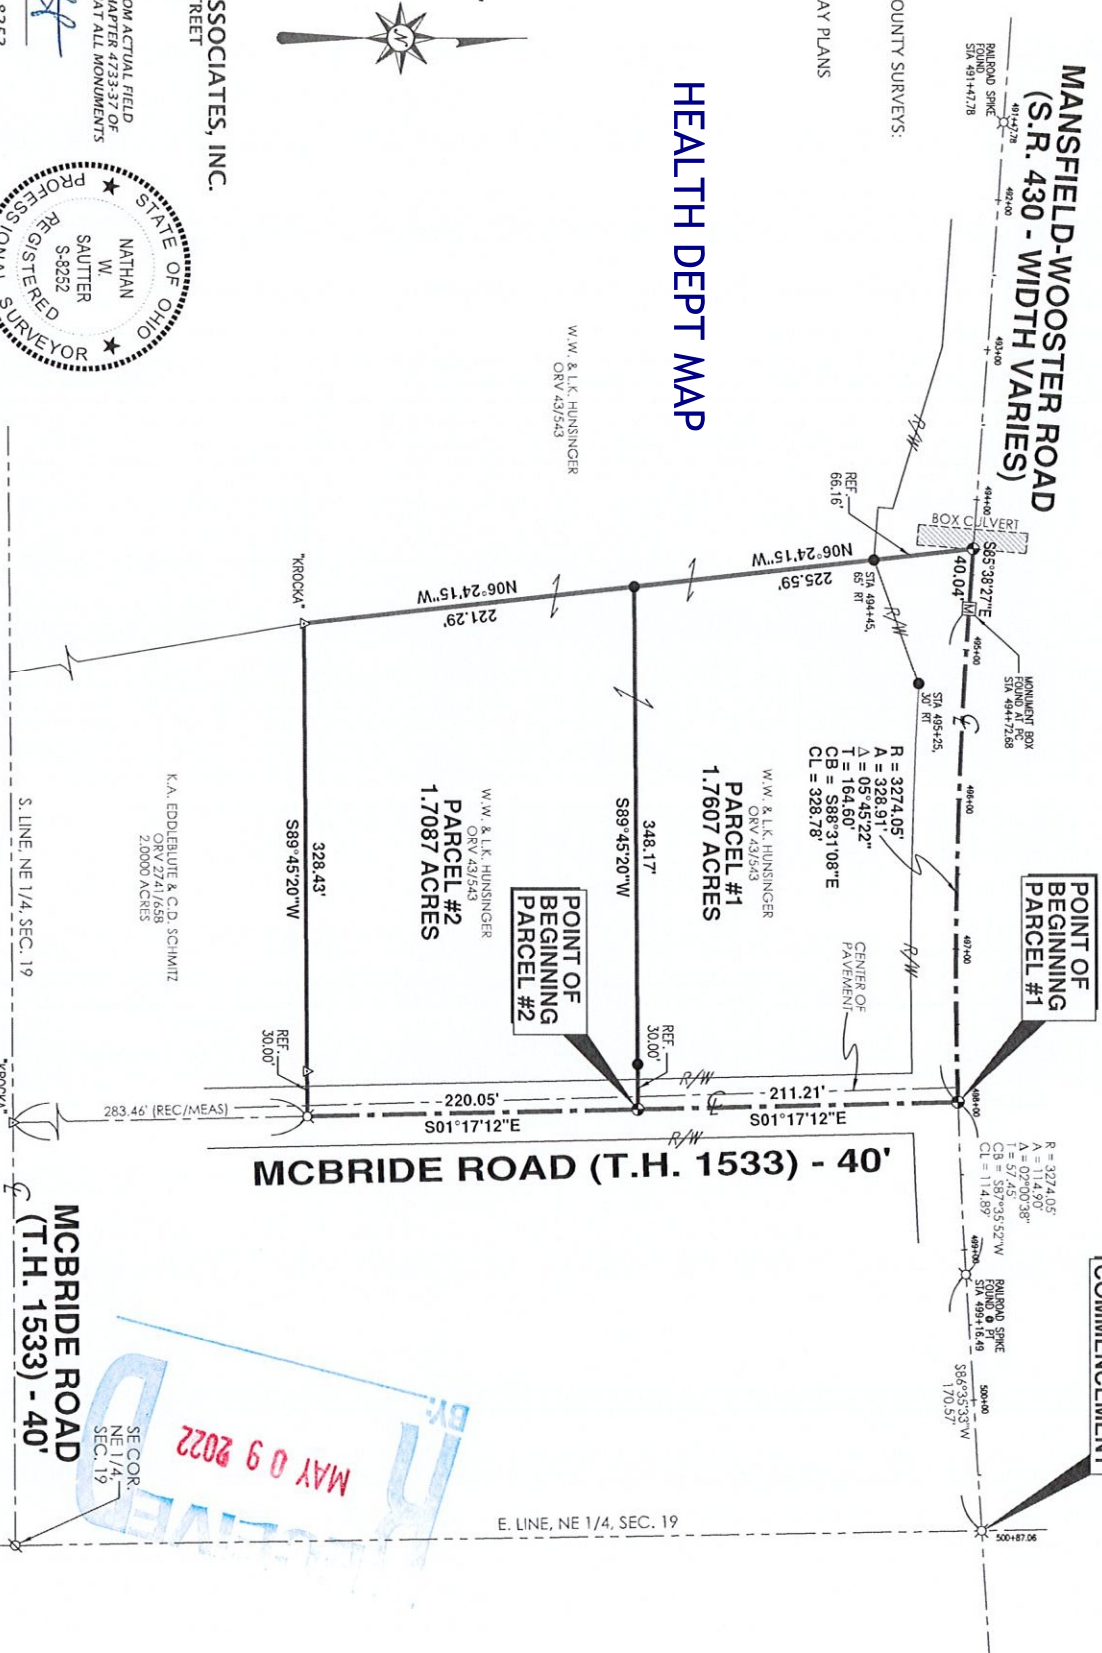 MANSFIELD-WOOSTER ROAD
(S.R. 430 - WIDTH VARIES)
RAILROAD SPIKE
FOUND
STA 491+47.78
491+47.78
492+00
493+00
494+00
495+00
496+00
497+00
498+00
499+00
500+00
500+87.06
OUNTY SURVEYS:
AY PLANS
HEALTH DEPT MAP
N
SSOCIATES, INC.
TREET
OM ACTUAL FIELD
HAPTER 4733-37 OF
AT ALL MONUMENTS
8252
STATE OF OHIO
NATHAN
W.
SAUTTER
S-8252
REGISTERED
PROFESSIONAL SURVEYOR
W.W. & L.K. HUNSINGER
ORV 43/543
R/W
REF.
66.16'
BOX CULVERT
S85°38'27"E
40.04'
M
MONUMENT BOX
FOUND AT PC
STA 494+72.68
STA 494+45,
65' RT
R/W
STA 495+25,
30' RT
N06°24'15"W
225.59'
N06°24'15"W
221.29'
"KROCKA"
R = 3274.05'
A = 328.91'
Δ = 05°45'22"
T = 164.60'
CB = S88°31'08"E
CL = 328.78'
POINT OF
BEGINNING
PARCEL #1
W.W. & L.K. HUNSINGER
ORV 43/543
PARCEL #1
1.7607 ACRES
CENTER OF
PAVEMENT
R/W
348.17'
S89°45'20"W
POINT OF
BEGINNING
PARCEL #2
W.W. & L.K. HUNSINGER
ORV 43/543
PARCEL #2
1.7087 ACRES
REF.
30.00'
328.43'
S89°45'20"W
REF.
30.00'
K.A. EDDLEBLUTE & C.D. SCHMITZ
ORV 2741/658
2.0000 ACRES
S. LINE, NE 1/4, SEC. 19
283.46' (REC/MEAS)
220.05'
S01°17'12"E
211.21'
S01°17'12"E
R/W
R/W
MCBRIDE ROAD (T.H. 1533) - 40'
R = 3274.05'
A = 114.90'
Δ = 02°00'38"
T = 57.45'
CB = S87°35'52"W
CL = 114.89'
RAILROAD SPIKE
FOUND @ PT
STA 499+16.49
S86°35'33"W
170.57'
COMMENCEMENT
"KROCKA"
MCBRIDE ROAD
(T.H. 1533) - 40'
SE COR.
NE 1/4,
SEC. 19
E. LINE, NE 1/4, SEC. 19
RECEIVED
MAY 09 2022
BY: